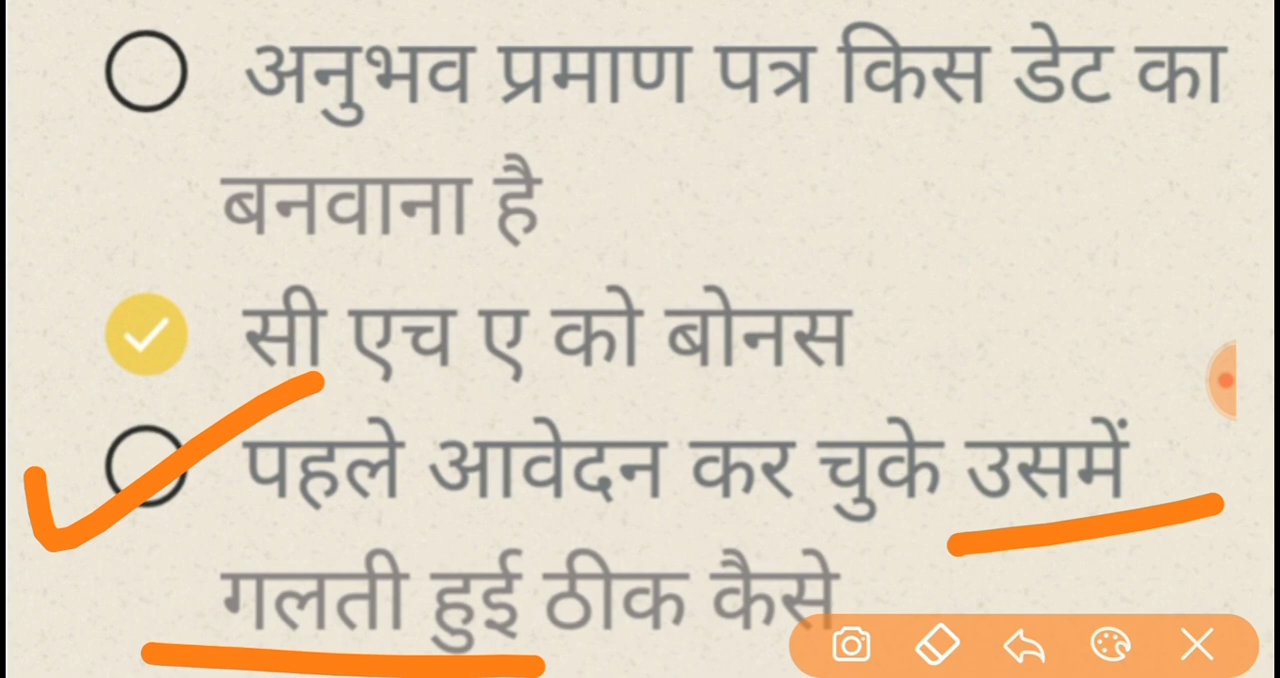 अनुभव प्रमाण पत्र किस डेट का
बनवाना है
सी एच ए को बोनस
पहले आवेदन कर चुके उसमें
गलती हुई ठीक कैसे